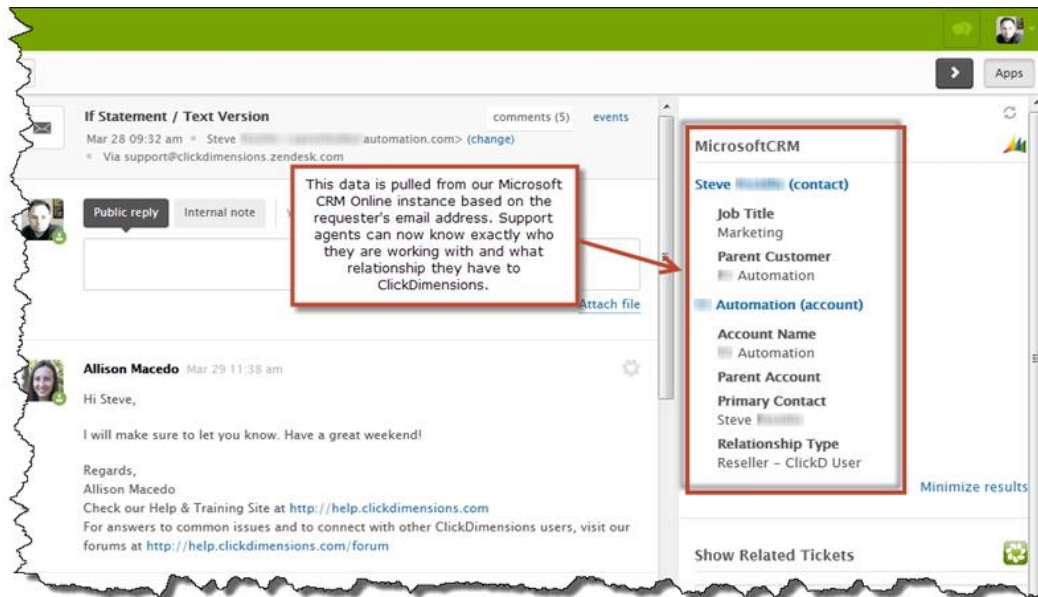 Apps
If Statement / Text Version
comments (5) events
Mar 28 09:32 am Steve automation.com> (change)
Via support@clickdimensions.zendesk.com
Public reply Internal note
This data is pulled from our Microsoft
CRM Online instance based on the
requester's email address. Support
agents can now know exactly who
they are working with and what
relationship they have to
ClickDimensions.
Attach file
Allison Macedo Mar 29 11:38 am
Hi Steve,
I will make sure to let you know. Have a great weekend!
Regards,
Allison Macedo
Check our Help & Training Site at http://help.clickdimensions.com
For answers to common issues and to connect with other ClickDimensions users, visit our
forums at http://help.clickdimensions.com/forum
MicrosoftCRM
Steve (contact)
Job Title
Marketing
Parent Customer
Automation
Automation (account)
Account Name
Automation
Parent Account
Primary Contact
Steve
Relationship Type
Reseller – ClickD User
Minimize results
Show Related Tickets